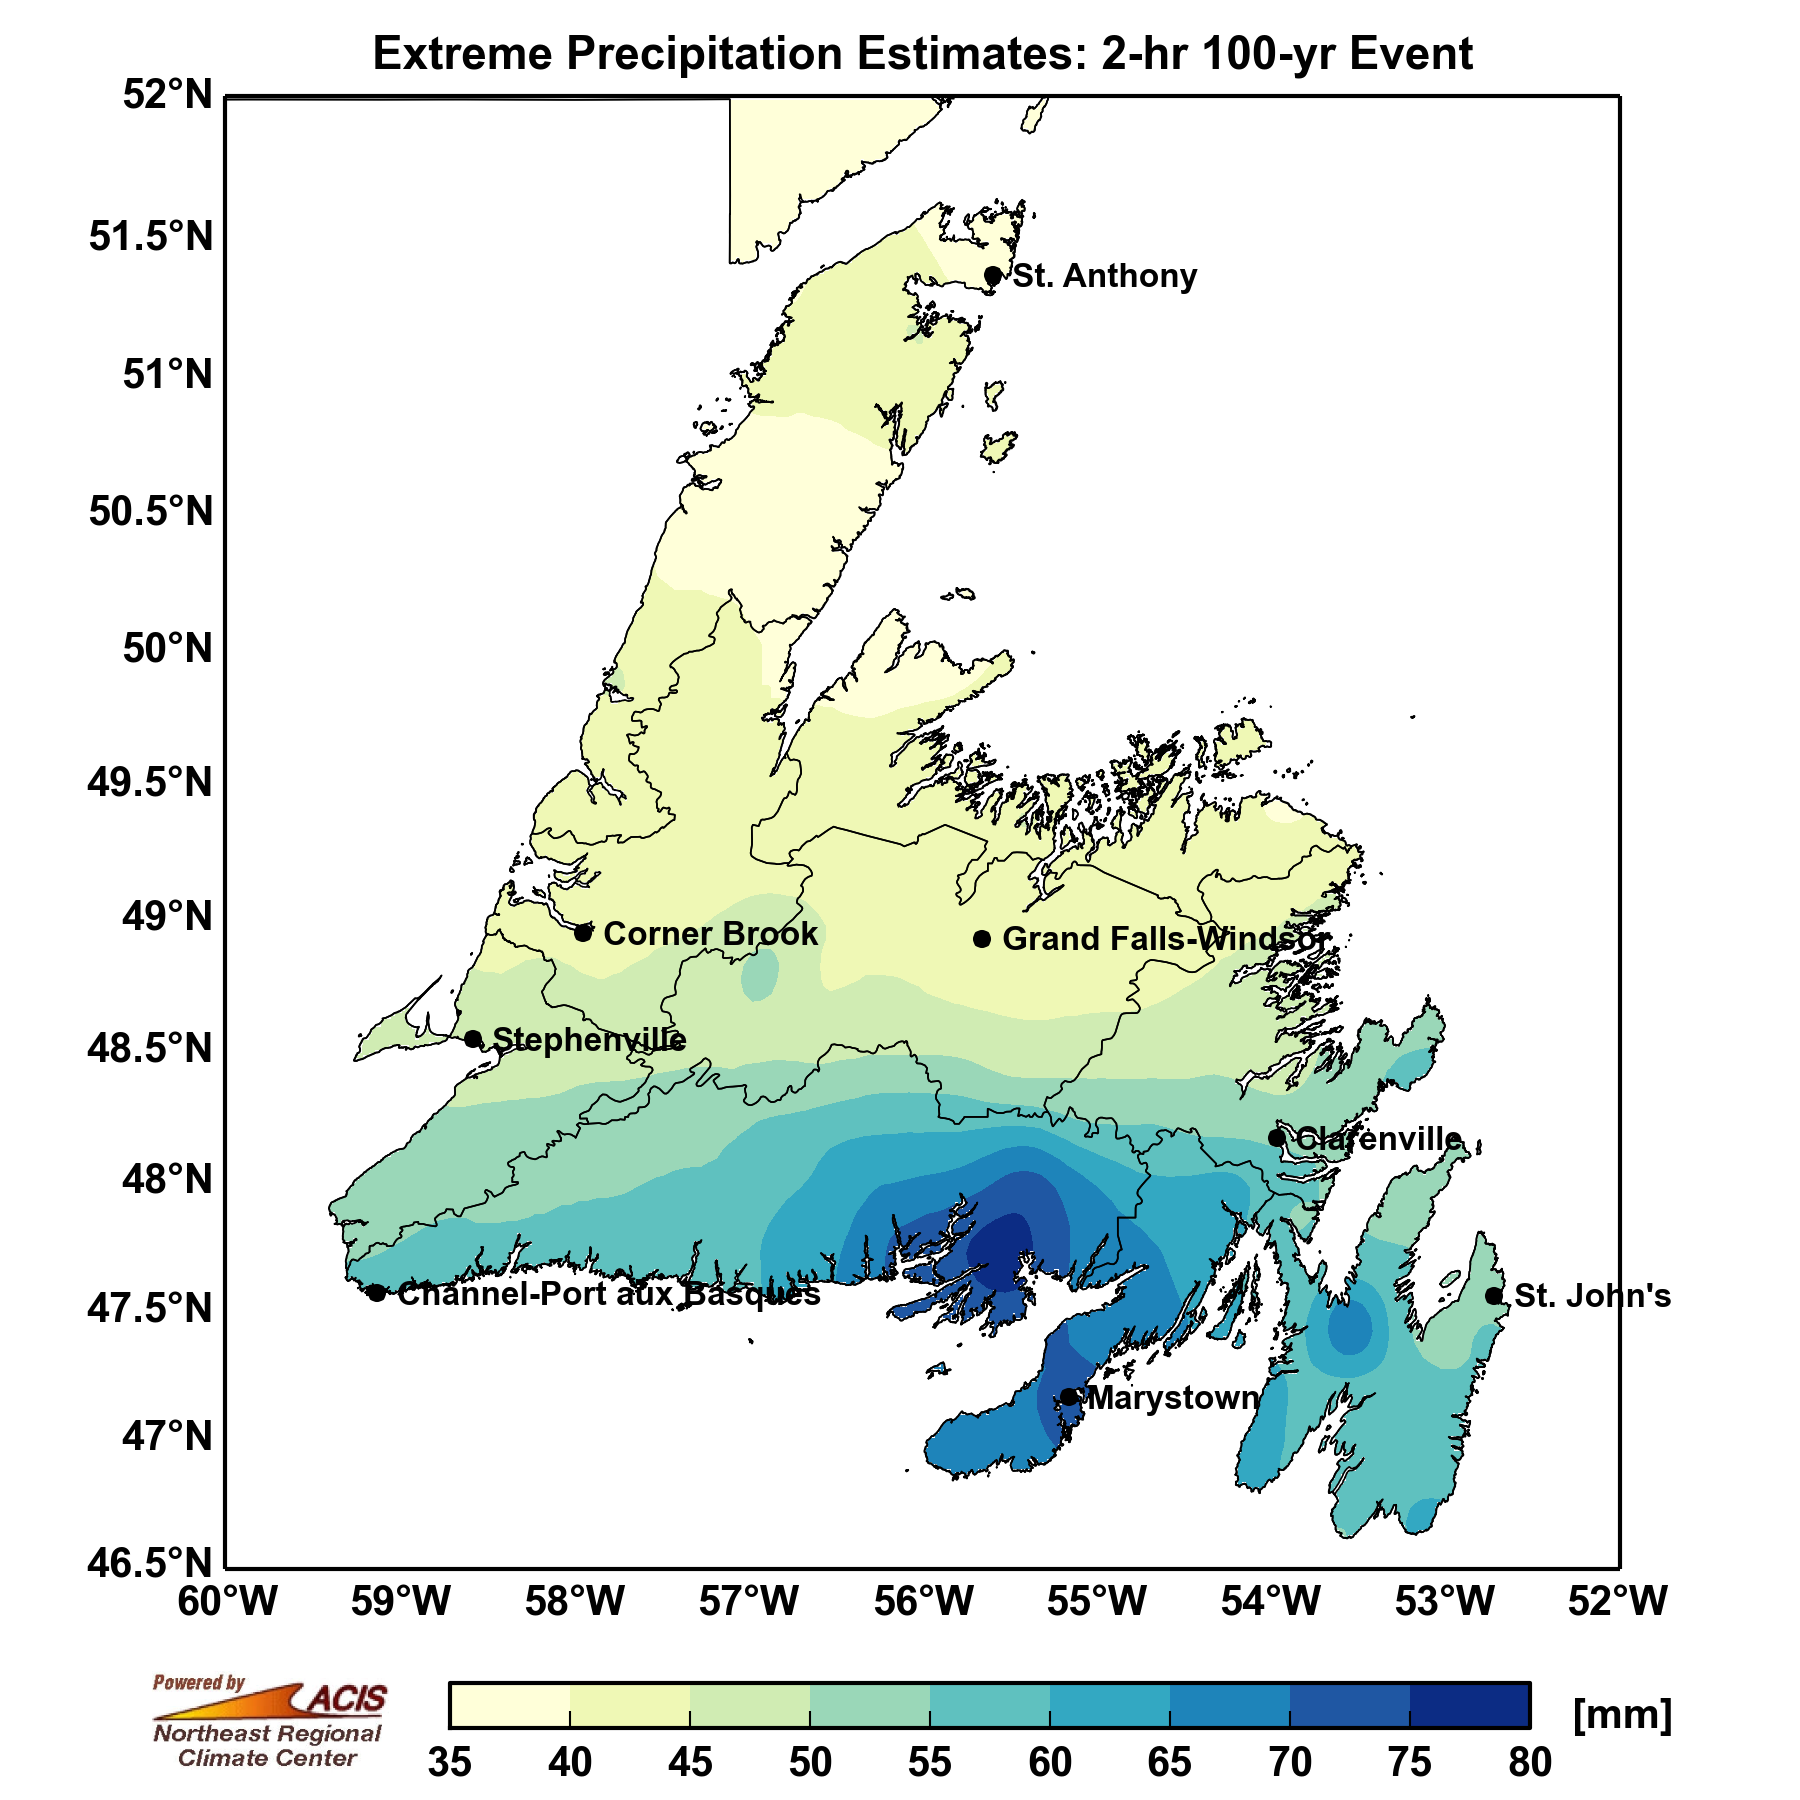 Extreme Precipitation Estimates: 2-hr 100-yr Event
52°N
51.5°N
St. Anthony
51°N
50.5°N
50°N
49.5°N
49°N
Corner Brook
Grand Falls-Windsor
48.5°N
Stephenville
Clarenville
48°N
47.5°N
Channel-Port aux Basques
St. John's
Marystown
47°N
46.5°N
60°W 59°W 58°W 57°W 56°W 55°W 54°W 53°W 52°W
Powered by
ACIS
Northeast Regional
Climate Center
[mm]
35 40 45 50 55 60 65 70 75 80